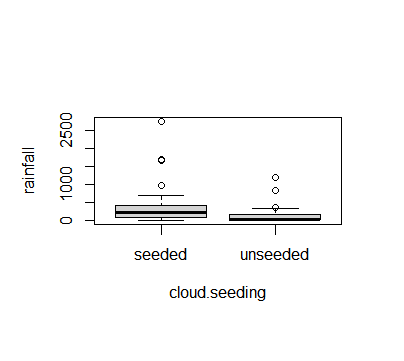 rainfall
2500
1000
0
seeded unseeded
cloud.seeding